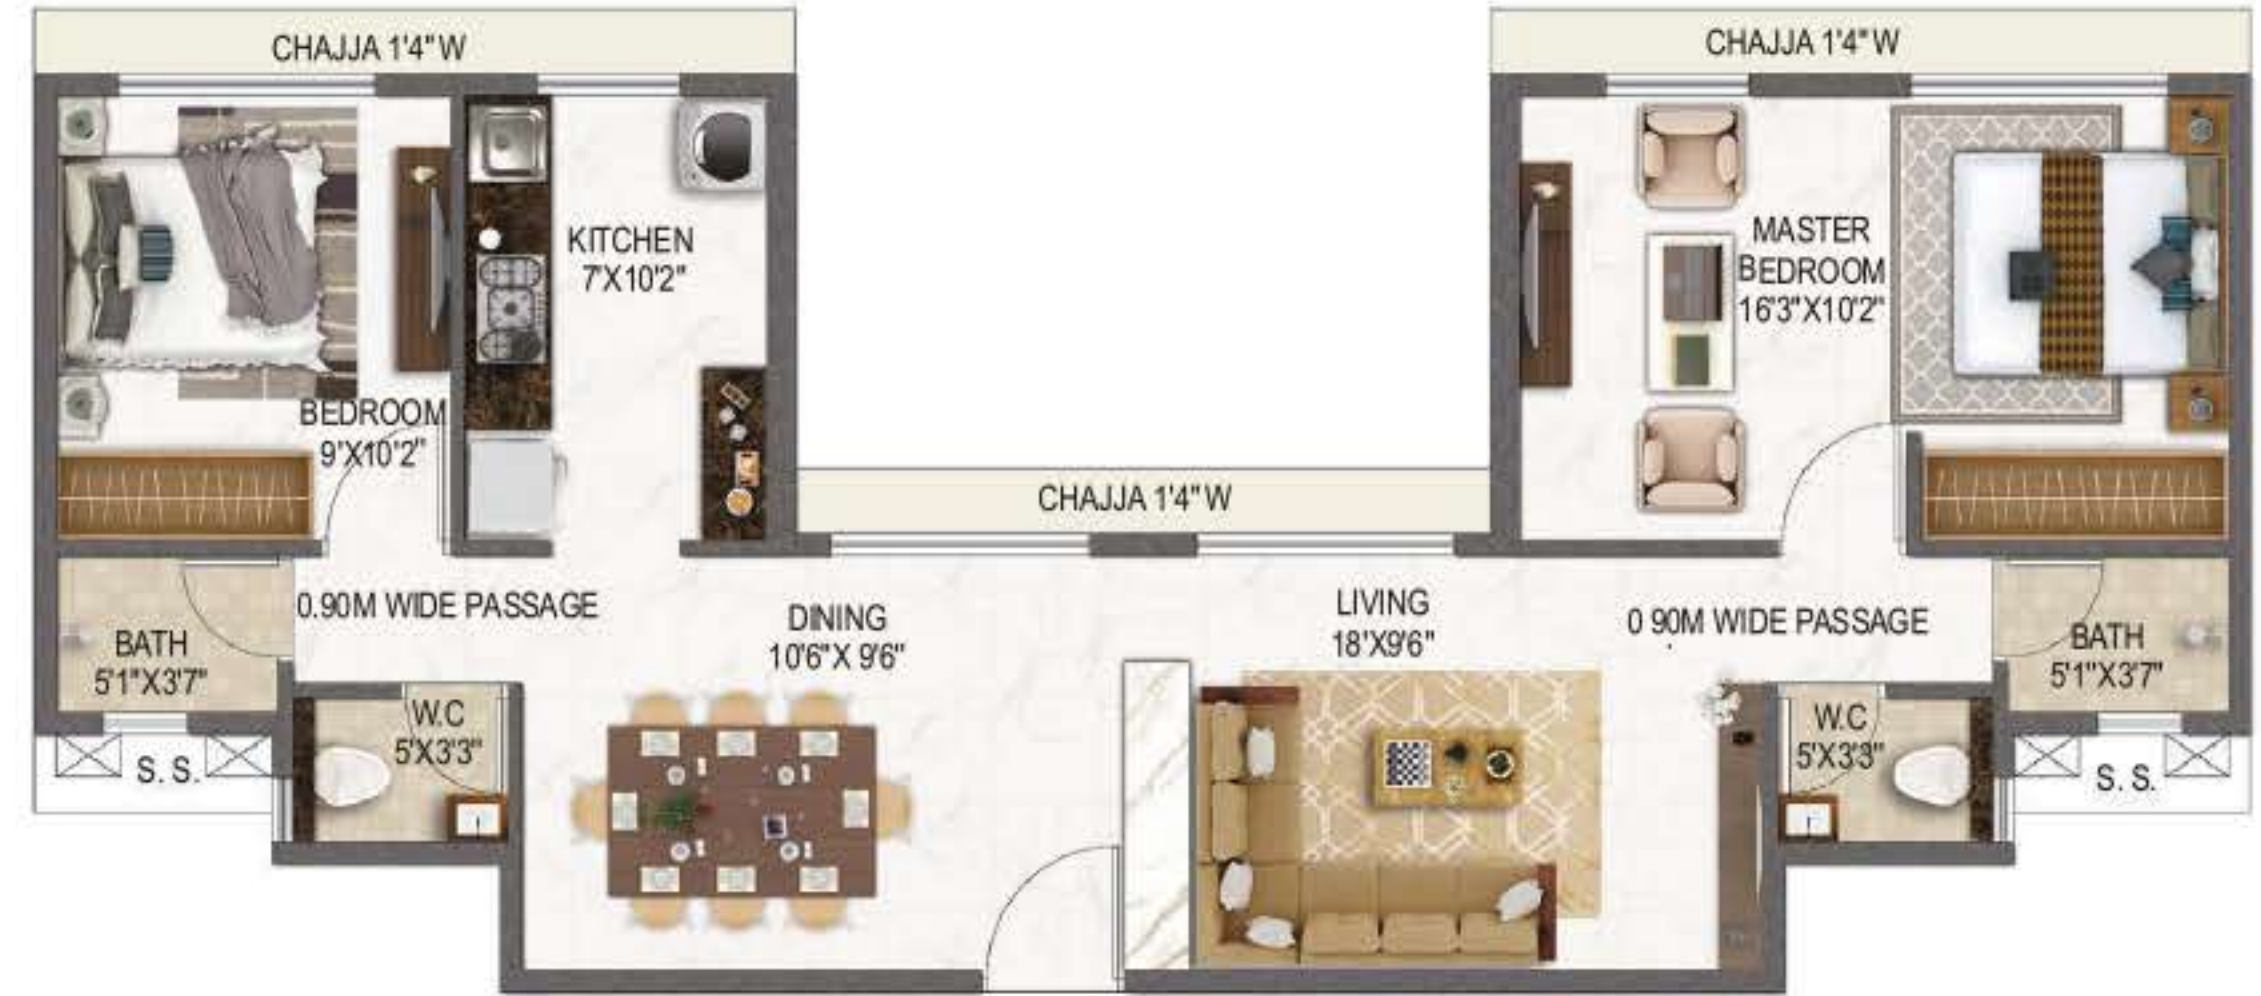 CHAJJA 1'4" W
CHAJJA 1'4" W
KITCHEN
7'X10'2"
MASTER
BEDROOM
16'3"X10'2"
BEDROOM
9'X10'2"
CHAJJA 1'4" W
0.90M WIDE PASSAGE
DINING
10'6"X 9'6"
LIVING
18'X9'6"
0 90M WIDE PASSAGE
BATH
5'1"X3'7"
BATH
5'1"X3'7"
W.C
5'X3'3"
W.C
5'X3'3"
S. S.
S. S.